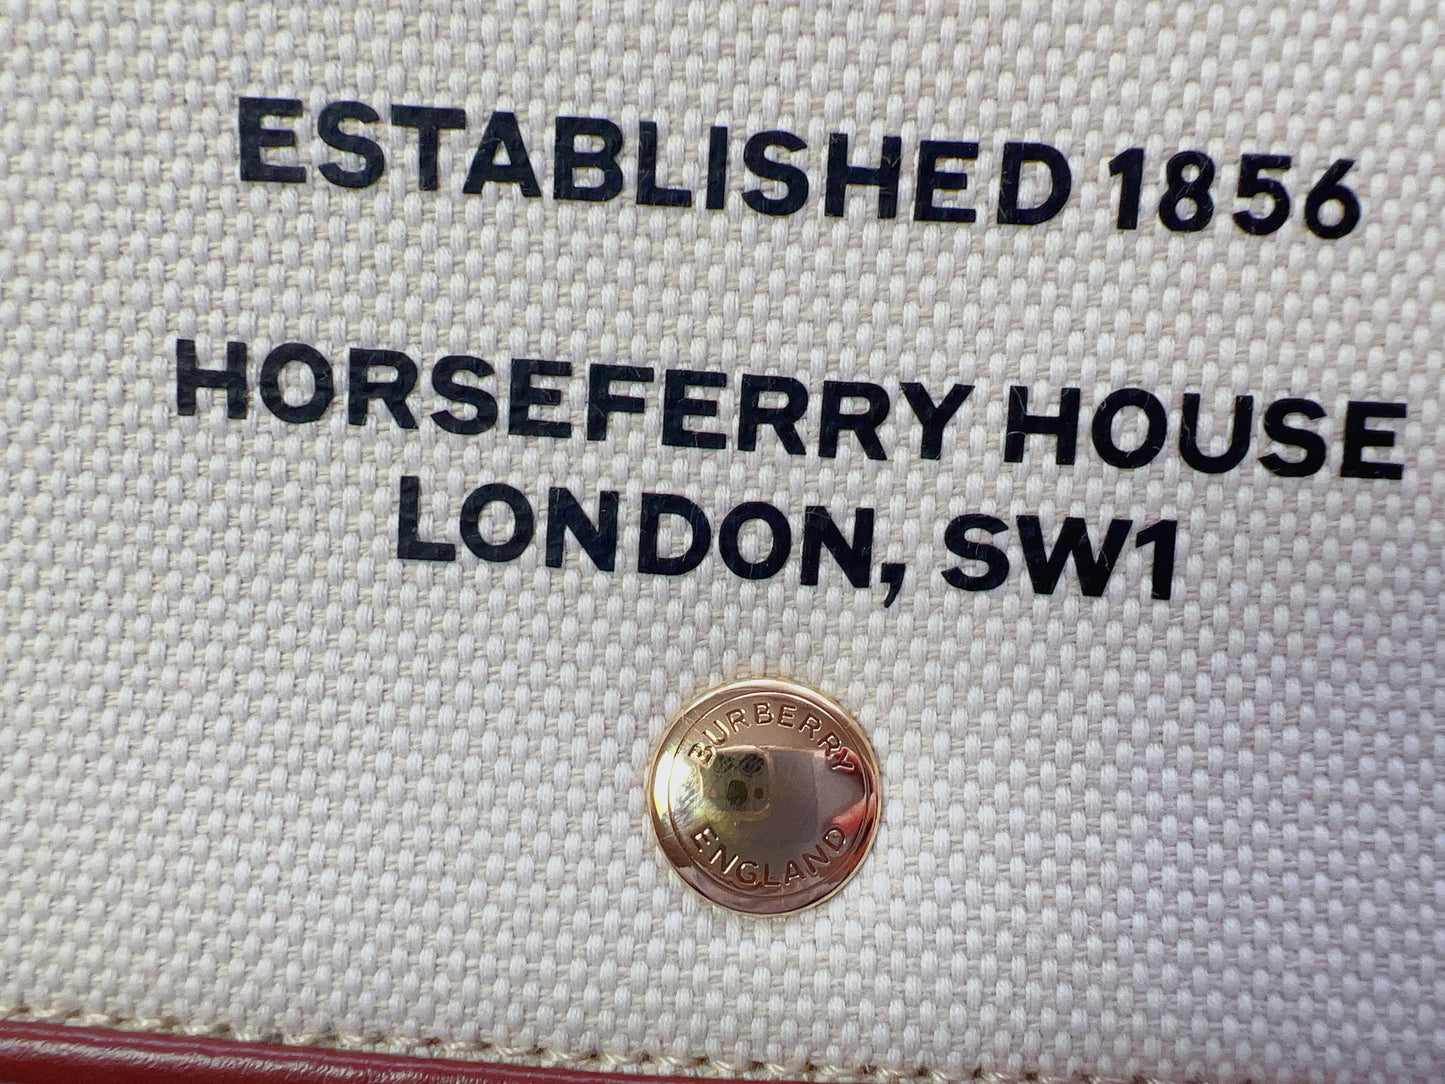 ESTABLISHED 1856
HORSEFERRY HOUSE
LONDON, SW1
BURBERRY
ENGLAND